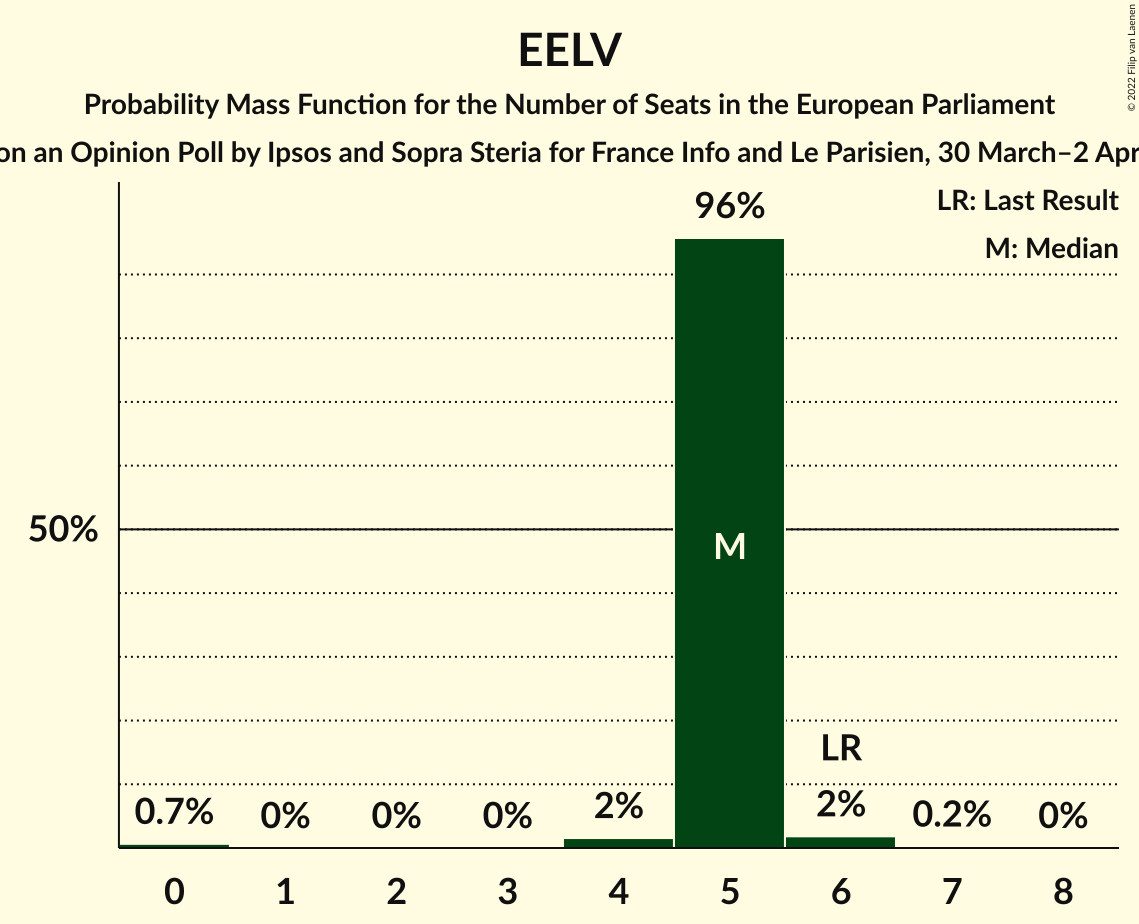 EELV
Probability Mass Function for the Number of Seats in the European Parliament
on an Opinion Poll by Ipsos and Sopra Steria for France Info and Le Parisien, 30 March–2 Apr
© 2022 Filip van Laenen
LR: Last Result
M: Median
96%
50%
M
LR
0.7% 0% 0% 0% 2% 2% 0.2% 0%
0 1 2 3 4 5 6 7 8